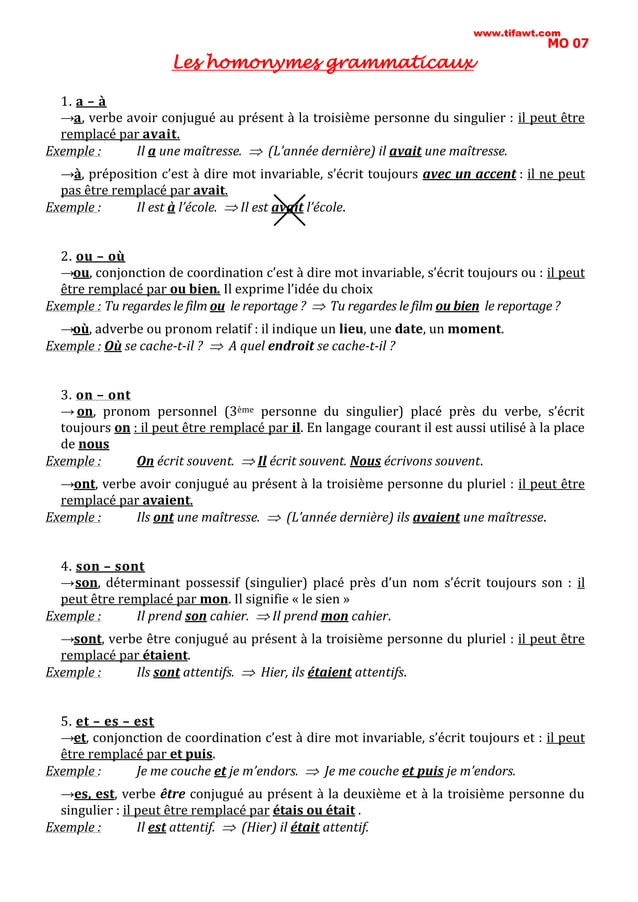 www.tifawt.com
MO 07
Les homonymes grammaticaux
1. a – à
→a, verbe avoir conjugué au présent à la troisième personne du singulier : il peut être
remplacé par avait.
Exemple : Il a une maîtresse. ⇒ (L'année dernière) il avait une maîtresse.
→à, préposition c'est à dire mot invariable, s'écrit toujours avec un accent : il ne peut
pas être remplacé par avait.
Exemple : Il est à l'école. ⇒ Il est avait l'école.
2. ou – où
→ou, conjonction de coordination c'est à dire mot invariable, s'écrit toujours ou : il peut
être remplacé par ou bien. Il exprime l'idée du choix
Exemple : Tu regardes le film ou le reportage ? ⇒ Tu regardes le film ou bien le reportage ?
→où, adverbe ou pronom relatif : il indique un lieu, une date, un moment.
Exemple : Où se cache-t-il ? ⇒ A quel endroit se cache-t-il ?
3. on – ont
→ on, pronom personnel (3ème personne du singulier) placé près du verbe, s'écrit
toujours on : il peut être remplacé par il. En langage courant il est aussi utilisé à la place
de nous
Exemple : On écrit souvent. ⇒ Il écrit souvent. Nous écrivons souvent.
→ont, verbe avoir conjugué au présent à la troisième personne du pluriel : il peut être
remplacé par avaient.
Exemple : Ils ont une maîtresse. ⇒ (L'année dernière) ils avaient une maîtresse.
4. son – sont
→son, déterminant possessif (singulier) placé près d'un nom s'écrit toujours son : il
peut être remplacé par mon. Il signifie « le sien »
Exemple : Il prend son cahier. ⇒ Il prend mon cahier.
→sont, verbe être conjugué au présent à la troisième personne du pluriel : il peut être
remplacé par étaient.
Exemple : Ils sont attentifs. ⇒ Hier, ils étaient attentifs.
5. et – es – est
→et, conjonction de coordination c'est à dire mot invariable, s'écrit toujours et : il peut
être remplacé par et puis.
Exemple : Je me couche et je m'endors. ⇒ Je me couche et puis je m'endors.
→es, est, verbe être conjugué au présent à la deuxième et à la troisième personne du
singulier : il peut être remplacé par étais ou était .
Exemple : Il est attentif. ⇒ (Hier) il était attentif.